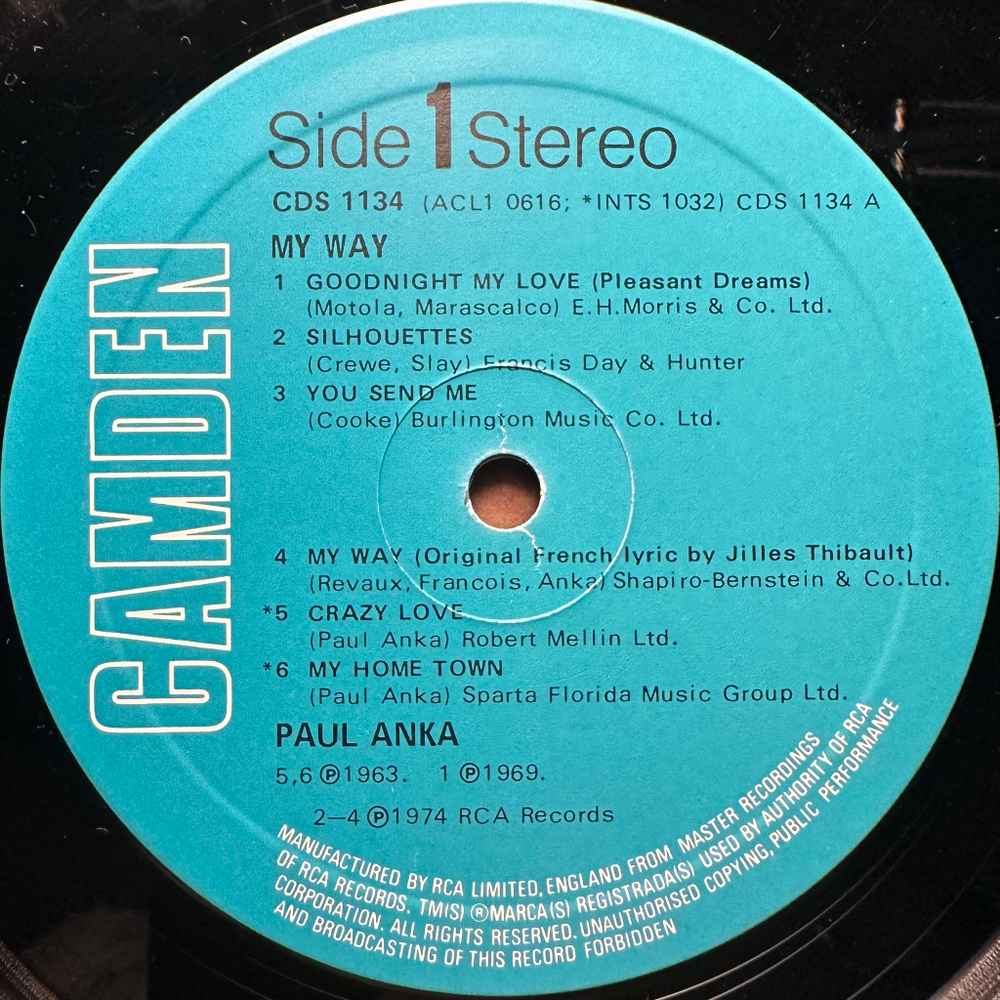 Side 1 Stereo
CDS 1134 (ACL1 0616; *INTS 1032) CDS 1134 A
MY WAY
1 GOODNIGHT MY LOVE (Pleasant Dreams)
(Motola, Marascalco) E.H.Morris & Co. Ltd.
2 SILHOUETTES
(Crewe, Slay) Francis Day & Hunter
3 YOU SEND ME
(Cooke) Burlington Music Co. Ltd.
4 MY WAY (Original French lyric by Jilles Thibault)
(Revaux, Francois, Anka) Shapiro-Bernstein & Co.Ltd.
*5 CRAZY LOVE
(Paul Anka) Robert Mellin Ltd.
*6 MY HOME TOWN
(Paul Anka) Sparta Florida Music Group Ltd.
PAUL ANKA
5,6 ℗1963. 1 ℗1969.
2–4 ℗1974 RCA Records
CAMDEN
MANUFACTURED BY RCA LIMITED, ENGLAND FROM MASTER RECORDINGS
OF RCA RECORDS. TM(S) ® MARCA(S) REGISTRADA(S) USED BY AUTHORITY OF RCA
CORPORATION. ALL RIGHTS RESERVED. UNAUTHORISED COPYING, PUBLIC PERFORMANCE
AND BROADCASTING OF THIS RECORD FORBIDDEN